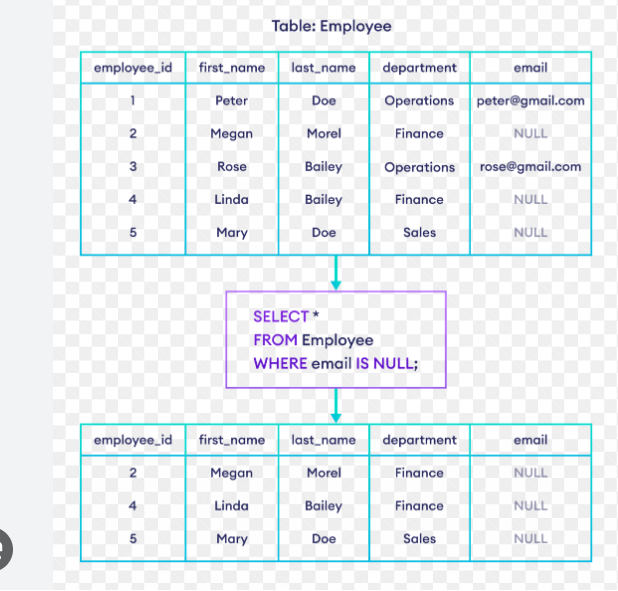 Table: Employee
employee_id first_name last_name department email
1 Peter Doe Operations peter@gmail.com
2 Megan Morel Finance NULL
3 Rose Bailey Operations rose@gmail.com
4 Linda Bailey Finance NULL
5 Mary Doe Sales NULL
SELECT *
FROM Employee
WHERE email IS NULL;
employee_id first_name last_name department email
2 Megan Morel Finance NULL
4 Linda Bailey Finance NULL
5 Mary Doe Sales NULL